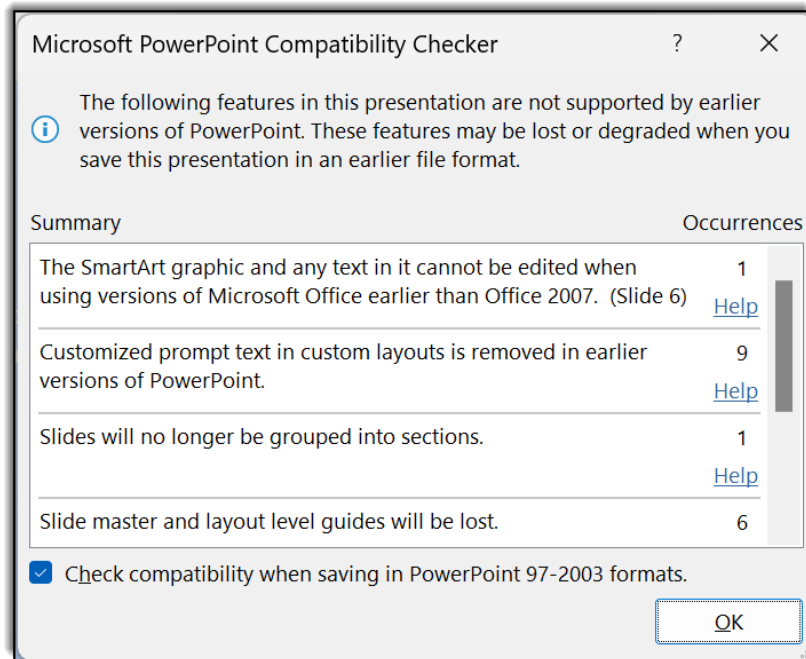 Microsoft PowerPoint Compatibility Checker ?
The following features in this presentation are not supported by earlier
versions of PowerPoint. These features may be lost or degraded when you
save this presentation in an earlier file format.
Summary Occurrences
The SmartArt graphic and any text in it cannot be edited when 1
using versions of Microsoft Office earlier than Office 2007. (Slide 6) Help
Customized prompt text in custom layouts is removed in earlier 9
versions of PowerPoint.
Help
Slides will no longer be grouped into sections. 1
Help
Slide master and layout level guides will be lost. 6
Check compatibility when saving in PowerPoint 97-2003 formats.
OK